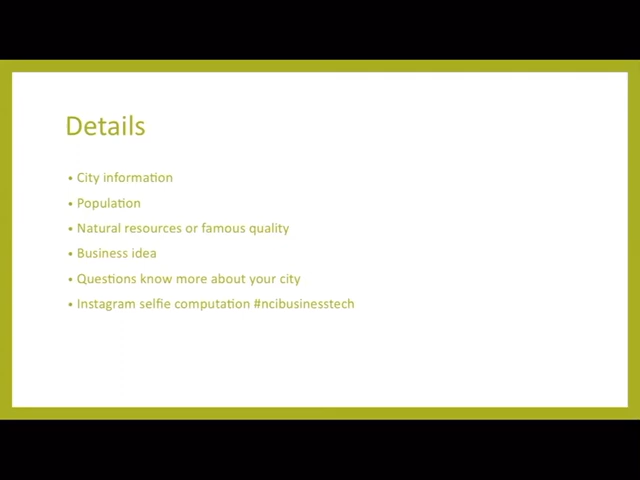 Details
• City information
• Population
• Natural resources or famous quality
• Business idea
• Questions know more about your city
• Instagram selfie computation #ncibusinesstech